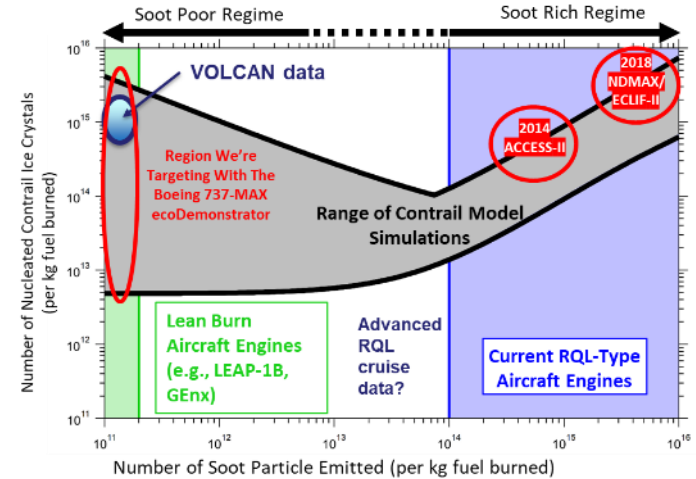 Soot Poor Regime
Soot Rich Regime
10^16
10^15
10^14
10^13
10^12
10^11
Number of Nucleated Contrail Ice Crystals
(per kg fuel burned)
VOLCAN data
2018
NDMAX/
ECLIF-II
2014
ACCESS-II
Region We're
Targeting With The
Boeing 737-MAX
ecoDemonstrator
Range of Contrail Model
Simulations
Lean Burn
Aircraft Engines
(e.g., LEAP-1B,
GEnx)
Advanced
RQL
cruise
data?
Current RQL-Type
Aircraft Engines
10^11 10^12 10^13 10^14 10^15 10^16
Number of Soot Particle Emitted (per kg fuel burned)